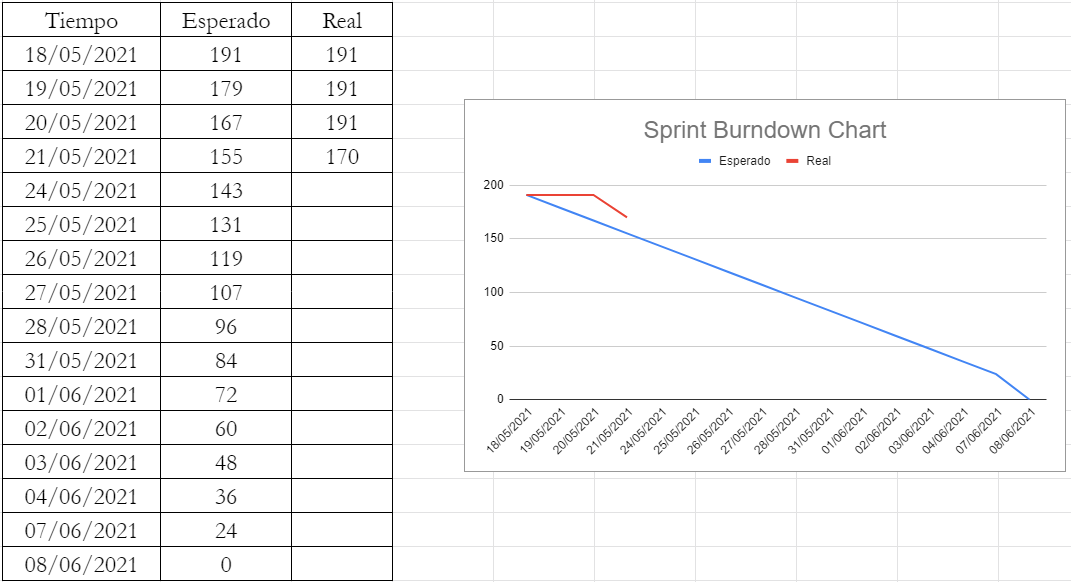 Tiempo Esperado Real
18/05/2021 191 191
19/05/2021 179 191
20/05/2021 167 191
21/05/2021 155 170
24/05/2021 143
25/05/2021 131
26/05/2021 119
27/05/2021 107
28/05/2021 96
31/05/2021 84
01/06/2021 72
02/06/2021 60
03/06/2021 48
04/06/2021 36
07/06/2021 24
08/06/2021 0
Sprint Burndown Chart
Esperado Real
200
150
100
50
0
18/05/2021 19/05/2021 20/05/2021 21/05/2021 24/05/2021 25/05/2021 26/05/2021 27/05/2021 28/05/2021 31/05/2021 01/06/2021 02/06/2021 03/06/2021 04/06/2021 07/06/2021 08/06/2021